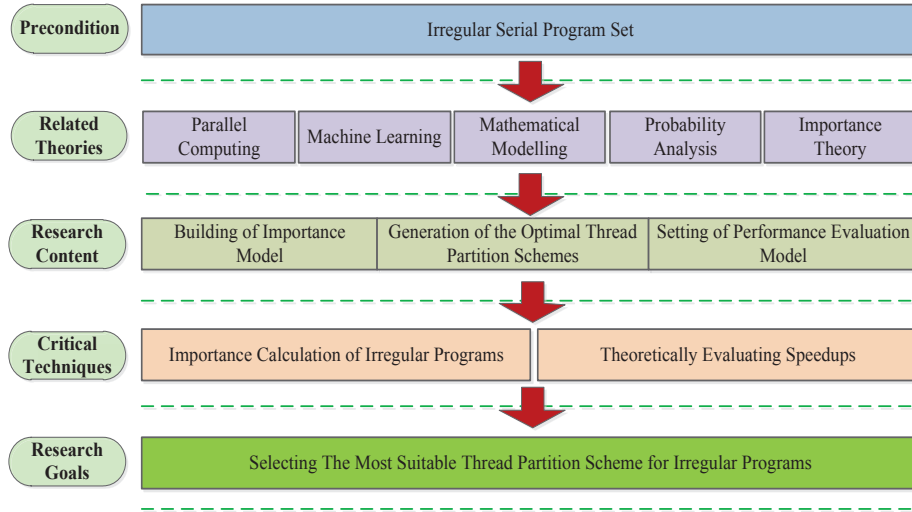 Precondition
Irregular Serial Program Set
Related
Theories
Parallel
Computing
Machine Learning
Mathematical
Modelling
Probability
Analysis
Importance
Theory
Research
Content
Building of Importance
Model
Generation of the Optimal Thread
Partition Schemes
Setting of Performance Evaluation
Model
Critical
Techniques
Importance Calculation of Irregular Programs
Theoretically Evaluating Speedups
Research
Goals
Selecting The Most Suitable Thread Partition Scheme for Irregular Programs